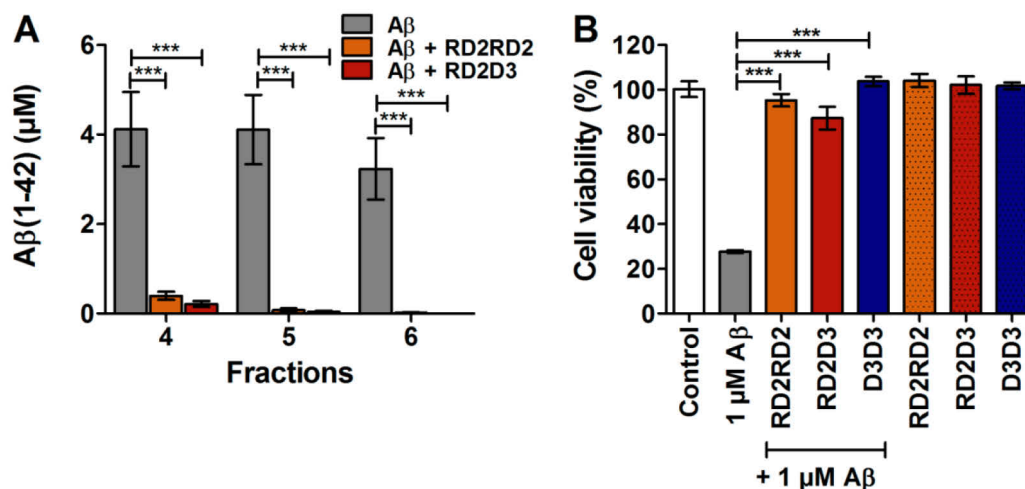 A
Aβ(1-42) (µM)
6
4
2
0
***
***
***
***
***
***
Aβ
Aβ + RD2RD2
Aβ + RD2D3
4
5
6
Fractions
B
Cell viability (%)
120
100
80
60
40
20
0
***
***
***
Control
1 µM Aβ
RD2RD2
RD2D3
D3D3
RD2RD2
RD2D3
D3D3
+ 1 µM Aβ